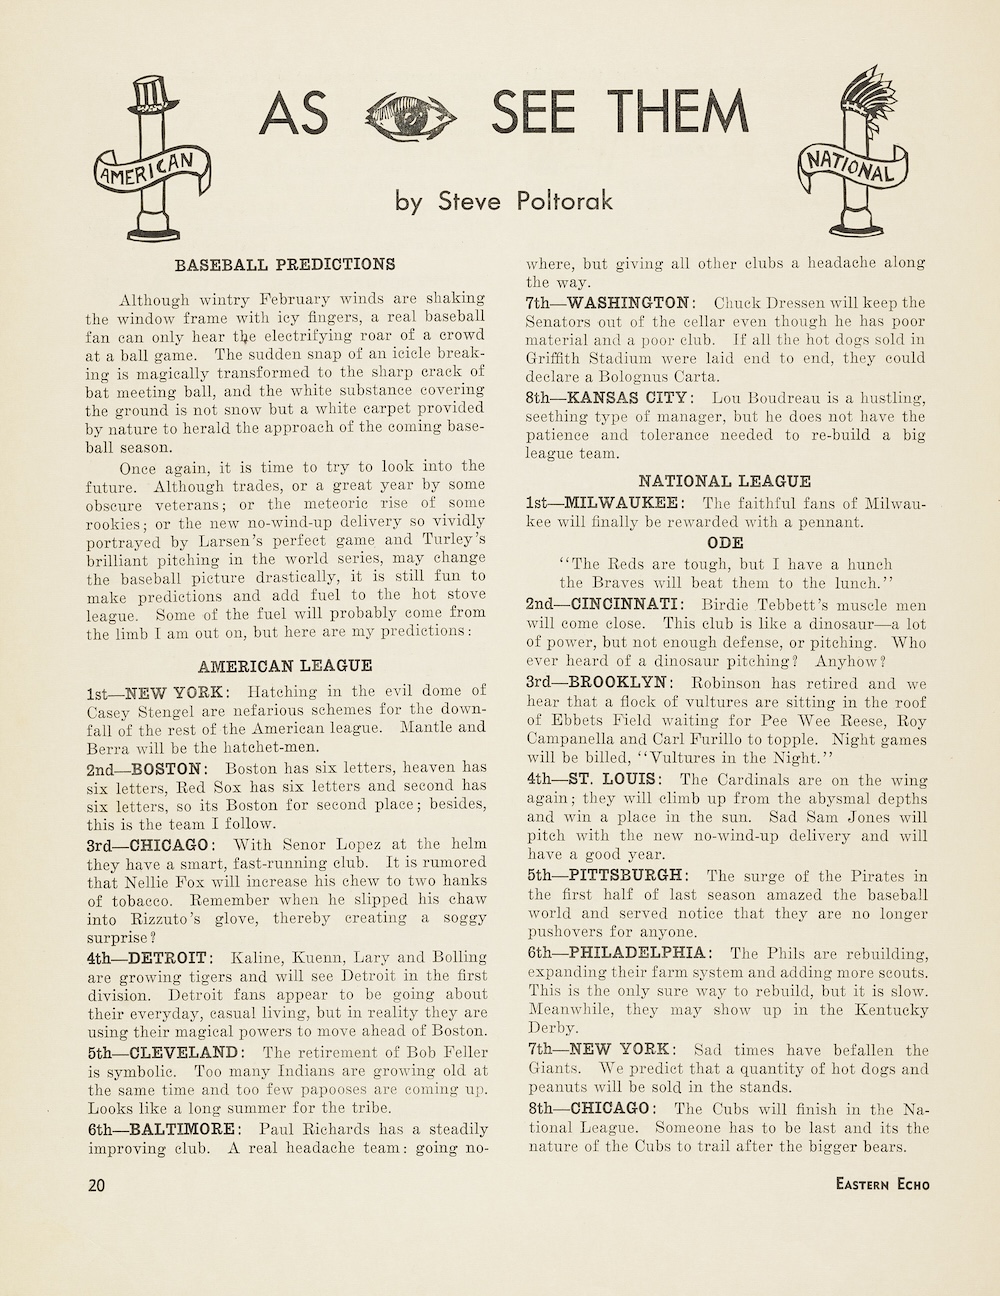 AS SEE THEM
AMERICAN
NATIONAL
by Steve Poltorak
BASEBALL PREDICTIONS
Although wintry February winds are shaking
the window frame with icy fingers, a real baseball
fan can only hear the electrifying roar of a crowd
at a ball game. The sudden snap of an icicle break-
ing is magically transformed to the sharp crack of
bat meeting ball, and the white substance covering
the ground is not snow but a white carpet provided
by nature to herald the approach of the coming base-
ball season.
Once again, it is time to try to look into the
future. Although trades, or a great year by some
obscure veterans; or the meteoric rise of some
rookies; or the new no-wind-up delivery so vividly
portrayed by Larsen's perfect game and Turley's
brilliant pitching in the world series, may change
the baseball picture drastically, it is still fun to
make predictions and add fuel to the hot stove
league. Some of the fuel will probably come from
the limb I am out on, but here are my predictions:
AMERICAN LEAGUE
1st—NEW YORK: Hatching in the evil dome of
Casey Stengel are nefarious schemes for the down-
fall of the rest of the American league. Mantle and
Berra will be the hatchet-men.
2nd—BOSTON: Boston has six letters, heaven has
six letters, Red Sox has six letters and second has
six letters, so its Boston for second place; besides,
this is the team I follow.
3rd—CHICAGO: With Senor Lopez at the helm
they have a smart, fast-running club. It is rumored
that Nellie Fox will increase his chew to two hanks
of tobacco. Remember when he slipped his chaw
into Rizzuto's glove, thereby creating a soggy
surprise?
4th—DETROIT: Kaline, Kuenn, Lary and Bolling
are growing tigers and will see Detroit in the first
division. Detroit fans appear to be going about
their everyday, casual living, but in reality they are
using their magical powers to move ahead of Boston.
5th—CLEVELAND: The retirement of Bob Feller
is symbolic. Too many Indians are growing old at
the same time and too few papooses are coming up.
Looks like a long summer for the tribe.
6th—BALTIMORE: Paul Richards has a steadily
improving club. A real headache team: going no-
where, but giving all other clubs a headache along
the way.
7th—WASHINGTON: Chuck Dressen will keep the
Senators out of the cellar even though he has poor
material and a poor club. If all the hot dogs sold in
Griffith Stadium were laid end to end, they could
declare a Bolognus Carta.
8th—KANSAS CITY: Lou Boudreau is a hustling,
seething type of manager, but he does not have the
patience and tolerance needed to re-build a big
league team.
NATIONAL LEAGUE
1st—MILWAUKEE: The faithful fans of Milwau-
kee will finally be rewarded with a pennant.
ODE
"The Reds are tough, but I have a hunch
the Braves will beat them to the lunch."
2nd—CINCINNATI: Birdie Tebbett's muscle men
will come close. This club is like a dinosaur—a lot
of power, but not enough defense, or pitching. Who
ever heard of a dinosaur pitching? Anyhow?
3rd—BROOKLYN: Robinson has retired and we
hear that a flock of vultures are sitting in the roof
of Ebbets Field waiting for Pee Wee Reese, Roy
Campanella and Carl Furillo to topple. Night games
will be billed, "Vultures in the Night."
4th—ST. LOUIS: The Cardinals are on the wing
again; they will climb up from the abysmal depths
and win a place in the sun. Sad Sam Jones will
pitch with the new no-wind-up delivery and will
have a good year.
5th—PITTSBURGH: The surge of the Pirates in
the first half of last season amazed the baseball
world and served notice that they are no longer
pushovers for anyone.
6th—PHILADELPHIA: The Phils are rebuilding,
expanding their farm system and adding more scouts.
This is the only sure way to rebuild, but it is slow.
Meanwhile, they may show up in the Kentucky
Derby.
7th—NEW YORK: Sad times have befallen the
Giants. We predict that a quantity of hot dogs and
peanuts will be sold in the stands.
8th—CHICAGO: The Cubs will finish in the Na-
tional League. Someone has to be last and its the
nature of the Cubs to trail after the bigger bears.
20
EASTERN ECHO